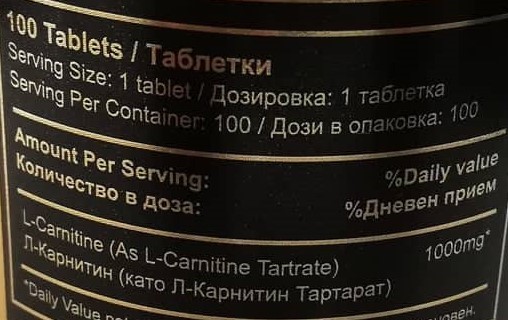 100 Tablets / Таблетки
Serving Size: 1 tablet / Дозировка: 1 таблетка
Serving Per Container: 100 / Дози в опаковка: 100
Amount Per Serving: %Daily value
Количество в доза: %Дневен прием
L-Carnitine (As L-Carnitine Tartrate) 1000mg*
Л-Карнитин (като Л-Карнитин Тартарат)
*Daily Value